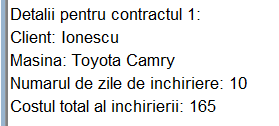 Detalii pentru contractul 1:
Client: Ionescu
Masina: Toyota Camry
Numarul de zile de inchiriere: 10
Costul total al inchirierii: 165